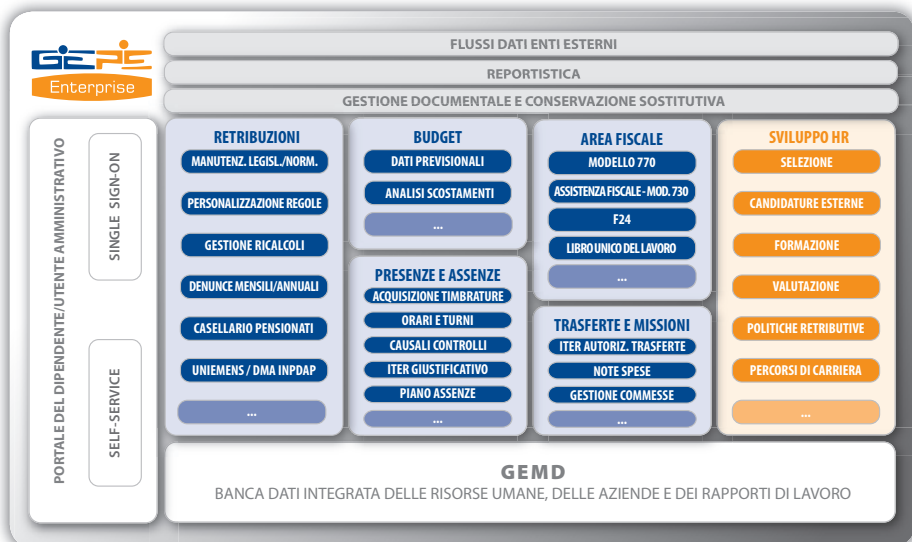 GEPE
Enterprise
FLUSSI DATI ENTI ESTERNI
REPORTISTICA
GESTIONE DOCUMENTALE E CONSERVAZIONE SOSTITUTIVA
PORTALE DEL DIPENDENTE/UTENTE AMMINISTRATIVO
SINGLE SIGN-ON
SELF-SERVICE
RETRIBUZIONI
MANUTENZ. LEGISL./NORM.
PERSONALIZZAZIONE REGOLE
GESTIONE RICALCOLI
DENUNCE MENSILI/ANNUALI
CASELLARIO PENSIONATI
UNIEMENS / DMA INPDAP
...
BUDGET
DATI PREVISIONALI
ANALISI SCOSTAMENTI
...
PRESENZE E ASSENZE
ACQUISIZIONE TIMBRATURE
ORARI E TURNI
CAUSALI CONTROLLI
ITER GIUSTIFICATIVO
PIANO ASSENZE
...
AREA FISCALE
MODELLO 770
ASSISTENZA FISCALE - MOD. 730
F24
LIBRO UNICO DEL LAVORO
...
TRASFERTE E MISSIONI
ITER AUTORIZ. TRASFERTE
NOTE SPESE
GESTIONE COMMESSE
...
SVILUPPO HR
SELEZIONE
CANDIDATURE ESTERNE
FORMAZIONE
VALUTAZIONE
POLITICHE RETRIBUTIVE
PERCORSI DI CARRIERA
...
GEMD
BANCA DATI INTEGRATA DELLE RISORSE UMANE, DELLE AZIENDE E DEI RAPPORTI DI LAVORO